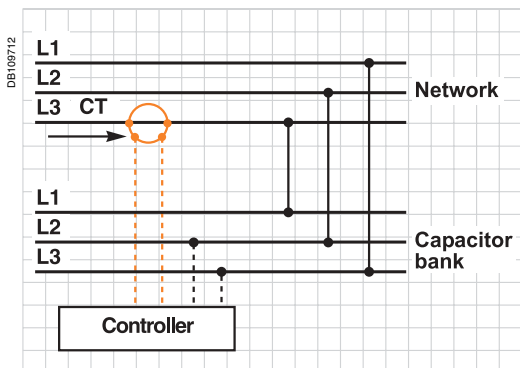 DB109712
L1
L2
L3 CT
Network
L1
L2
L3
Capacitor
bank
Controller